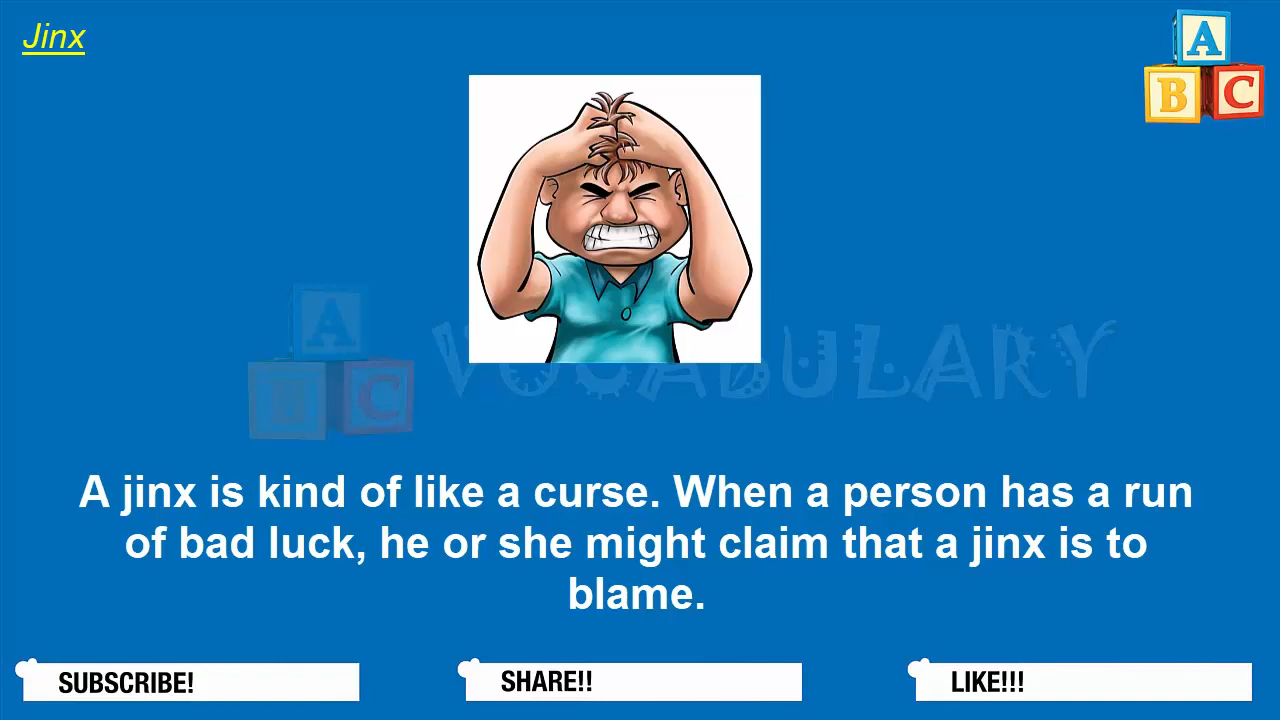 Jinx
A
B C
A
B C
VOCABULARY
A jinx is kind of like a curse. When a person has a run
of bad luck, he or she might claim that a jinx is to
blame.
SUBSCRIBE!
SHARE!!
LIKE!!!